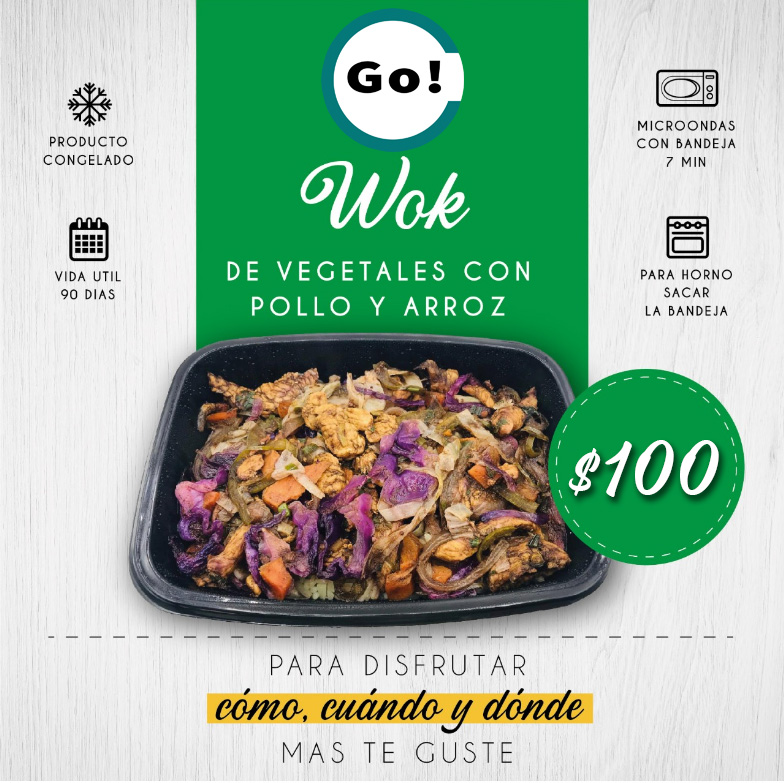 Go!
Wok
DE VEGETALES CON
POLLO Y ARROZ
PRODUCTO
CONGELADO
VIDA UTIL
90 DIAS
MICROONDAS
CON BANDEJA
7 MIN
PARA HORNO
SACAR
LA BANDEJA
$100
PARA DISFRUTAR
cómo, cuándo y dónde
MAS TE GUSTE